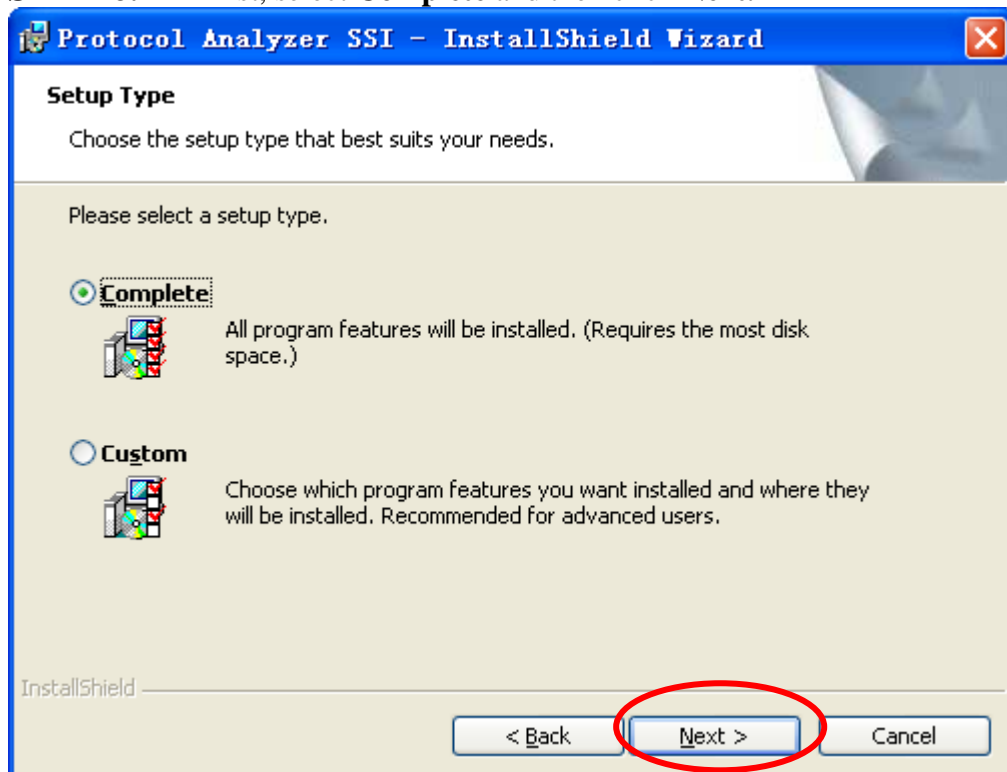 Protocol Analyzer SSI - InstallShield Wizard
Setup Type
Choose the setup type that best suits your needs.
Please select a setup type.
Complete
All program features will be installed. (Requires the most disk
space.)
Custom
Choose which program features you want installed and where they
will be installed. Recommended for advanced users.
InstallShield
< Back Next > Cancel